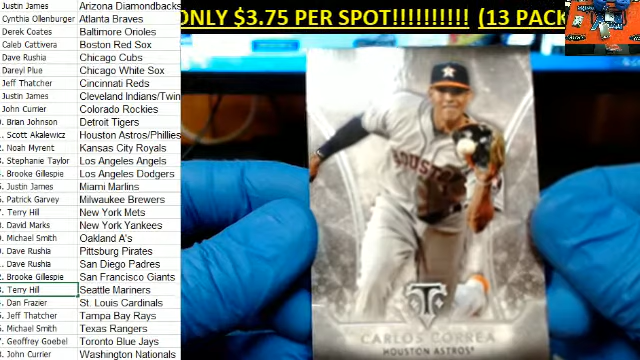 ONLY $3.75 PER SPOT!!!!!!!!!! (13 PACK
Justin James Arizona Diamondbacks
Cynthia Ollenburger Atlanta Braves
Derek Coates Baltimore Orioles
Caleb Cattivera Boston Red Sox
Dave Rushia Chicago Cubs
Dareyl Plue Chicago White Sox
Jeff Thatcher Cincinnati Reds
Justin James Cleveland Indians/Twin
John Currier Colorado Rockies
Brian Johnson Detroit Tigers
Scott Akalewicz Houston Astros/Phillies
Noah Myrent Kansas City Royals
Stephanie Taylor Los Angeles Angels
Brooke Gillespie Los Angeles Dodgers
Justin James Miami Marlins
Patrick Garvey Milwaukee Brewers
Terry Hill New York Mets
David Marks New York Yankees
Michael Smith Oakland A's
Dave Rushia Pittsburg Pirates
Dave Rushia San Diego Padres
Brooke Gillespie San Francisco Giants
Terry Hill Seattle Mariners
Dan Frazier St. Louis Cardinals
Jeff Thatcher Tampa Bay Rays
Michael Smith Texas Rangers
Geoffrey Goebel Toronto Blue Jays
John Currier Washington Nationals
HOUSTON
CARLOS CORREA
HOUSTON ASTROS